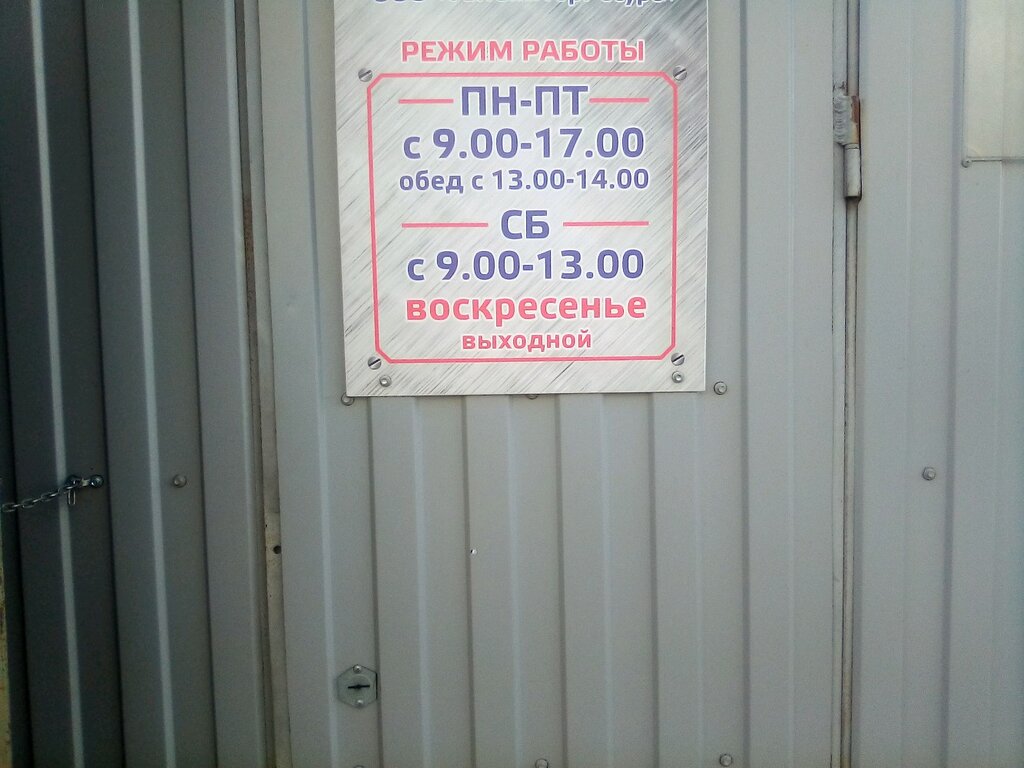 РЕЖИМ РАБОТЫ
ПН-ПТ
с 9.00-17.00
обед с 13.00-14.00
СБ
с 9.00-13.00
воскресенье
выходной